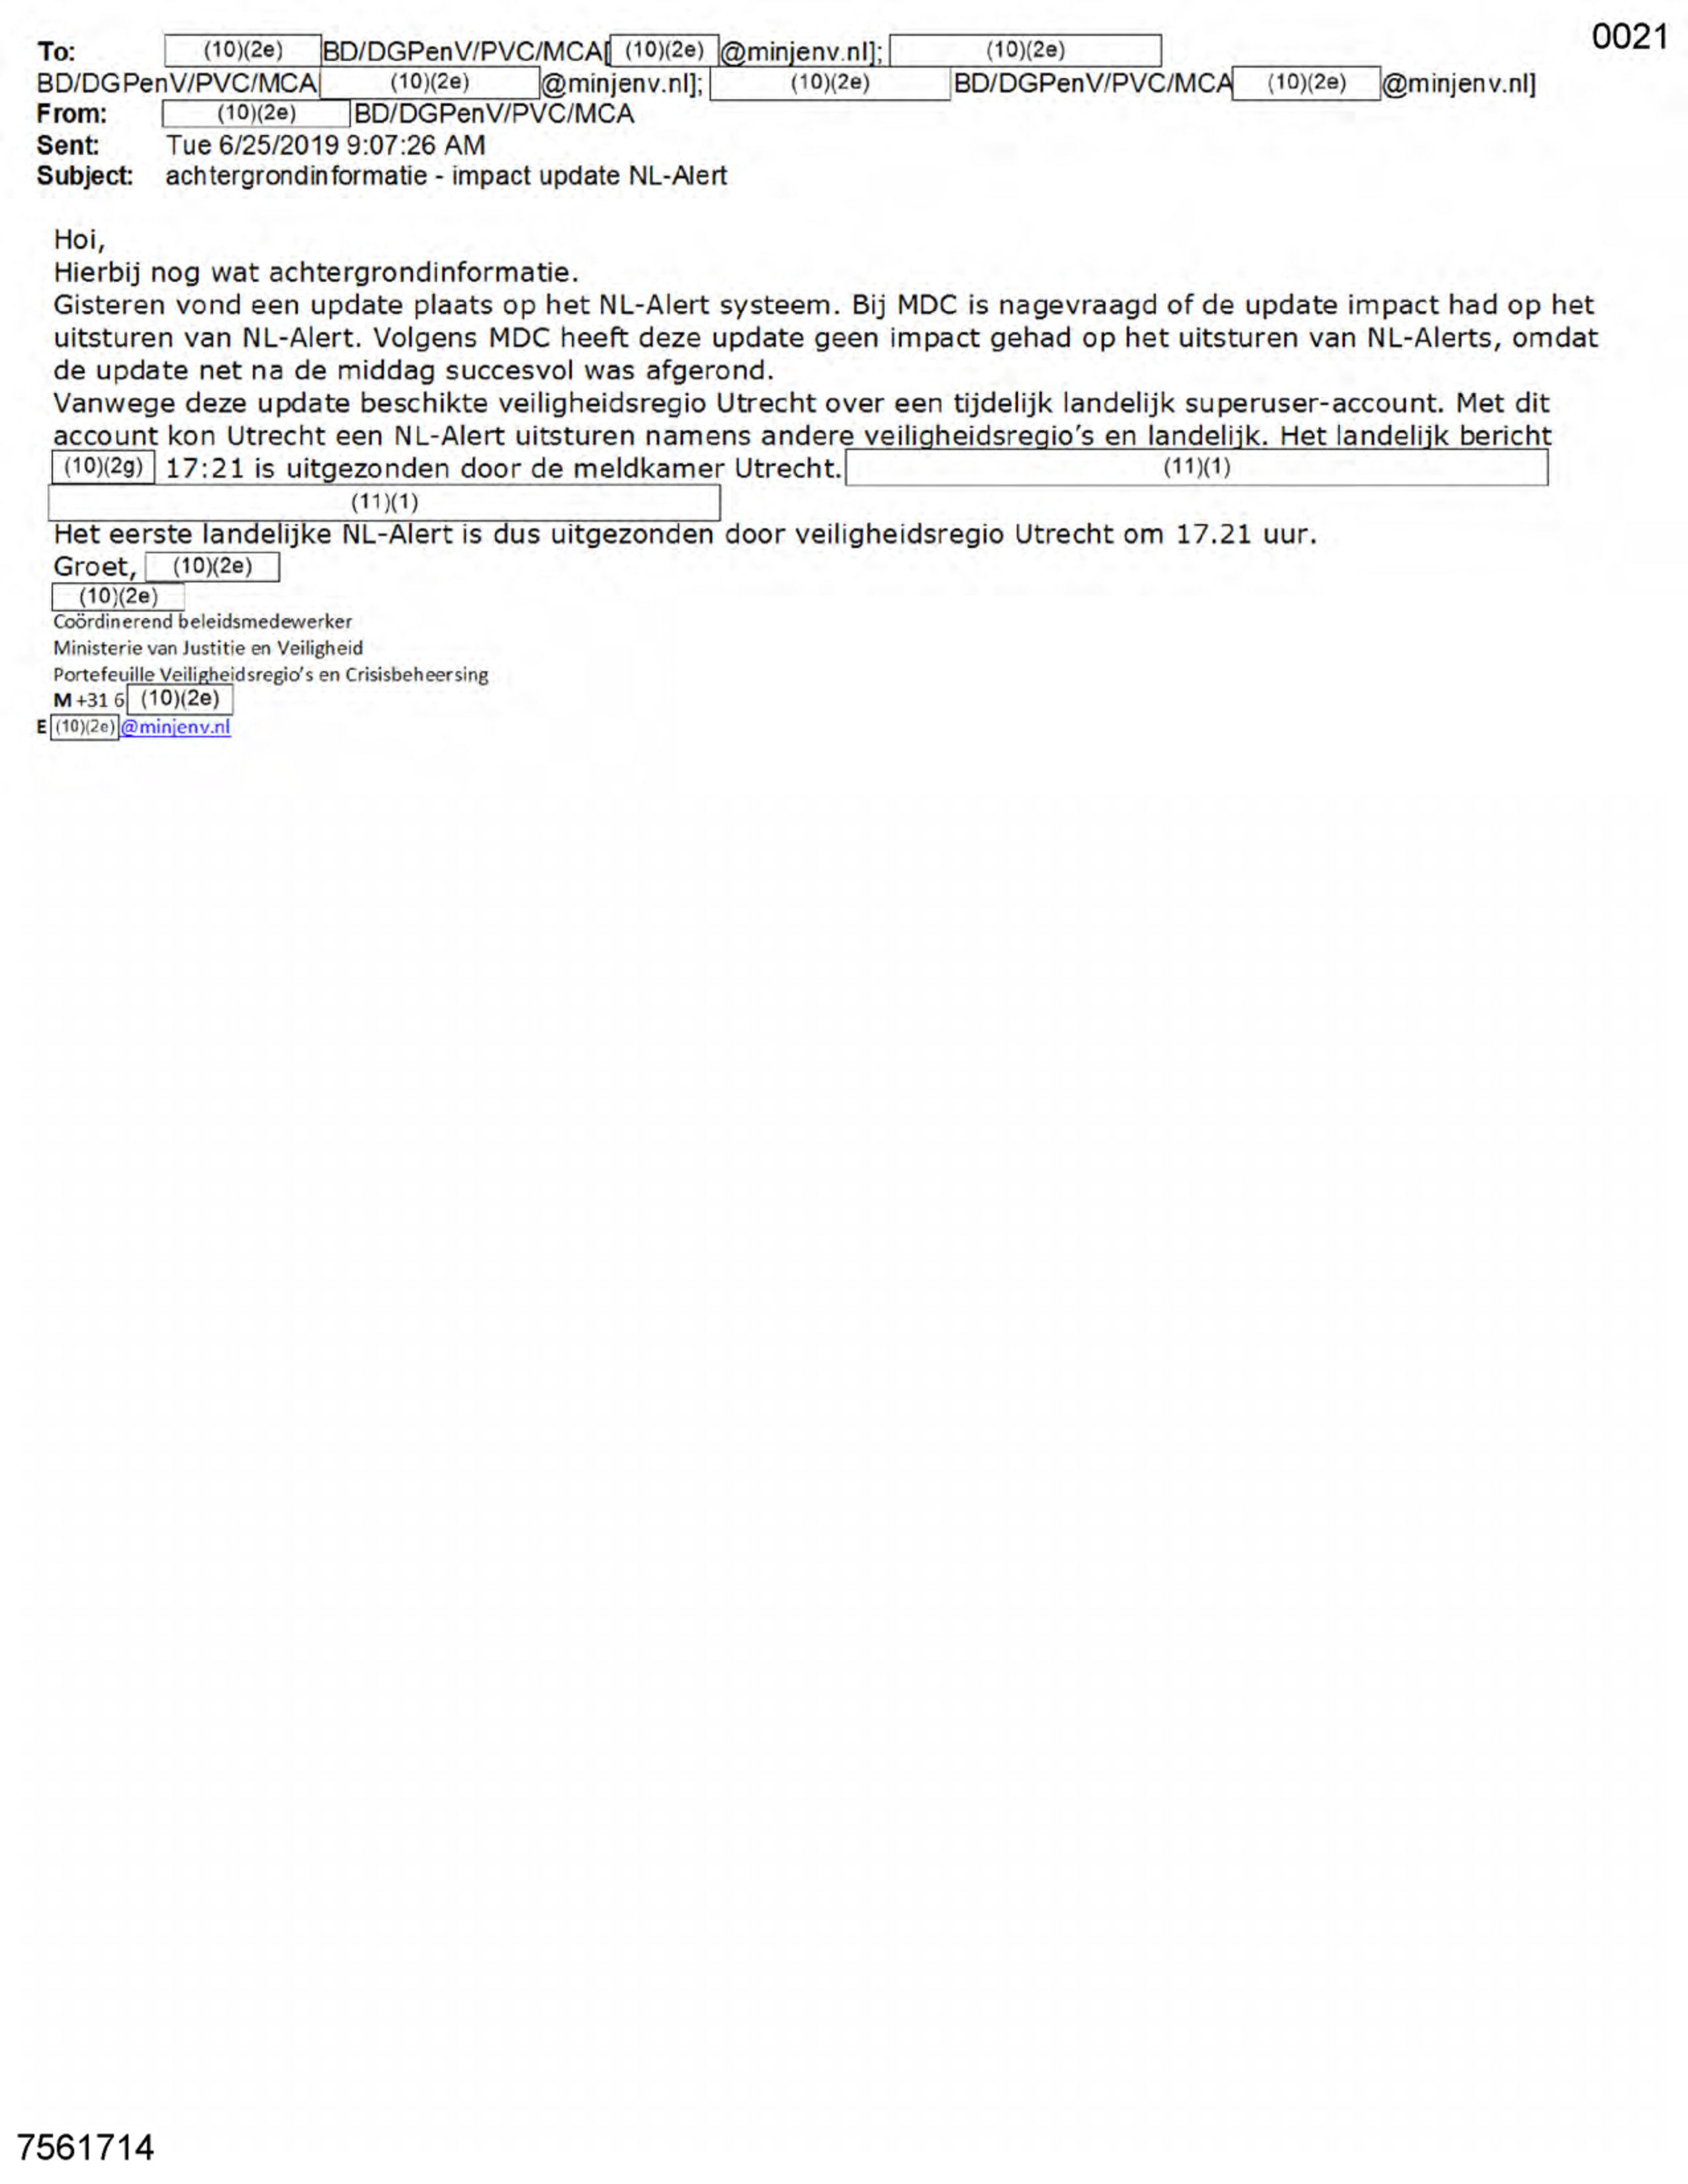 0021
To: (10)(2e) BD/DGPenV/PVC/MCA[ (10)(2e) @minjenv.nl]; (10)(2e)
BD/DGPenV/PVC/MCA (10)(2e) @minjenv.nl]; (10)(2e) BD/DGPenV/PVC/MCA (10)(2e) @minjenv.nl]
From: (10)(2e) BD/DGPenV/PVC/MCA
Sent: Tue 6/25/2019 9:07:26 AM
Subject: achtergrondinformatie - impact update NL-Alert
Hoi,
Hierbij nog wat achtergrondinformatie.
Gisteren vond een update plaats op het NL-Alert systeem. Bij MDC is nagevraagd of de update impact had op het
uitsturen van NL-Alert. Volgens MDC heeft deze update geen impact gehad op het uitsturen van NL-Alerts, omdat
de update net na de middag succesvol was afgerond.
Vanwege deze update beschikte veiligheidsregio Utrecht over een tijdelijk landelijk superuser-account. Met dit
account kon Utrecht een NL-Alert uitsturen namens andere veiligheidsregio's en landelijk. Het landelijk bericht
(10)(2g) 17:21 is uitgezonden door de meldkamer Utrecht. (11)(1)
(11)(1)
Het eerste landelijke NL-Alert is dus uitgezonden door veiligheidsregio Utrecht om 17.21 uur.
Groet, (10)(2e)
(10)(2e)
Coördinerend beleidsmedewerker
Ministerie van Justitie en Veiligheid
Portefeuille Veiligheidsregio's en Crisisbeheersing
M +31 6 (10)(2e)
E (10)(2e) @minjenv.nl
7561714